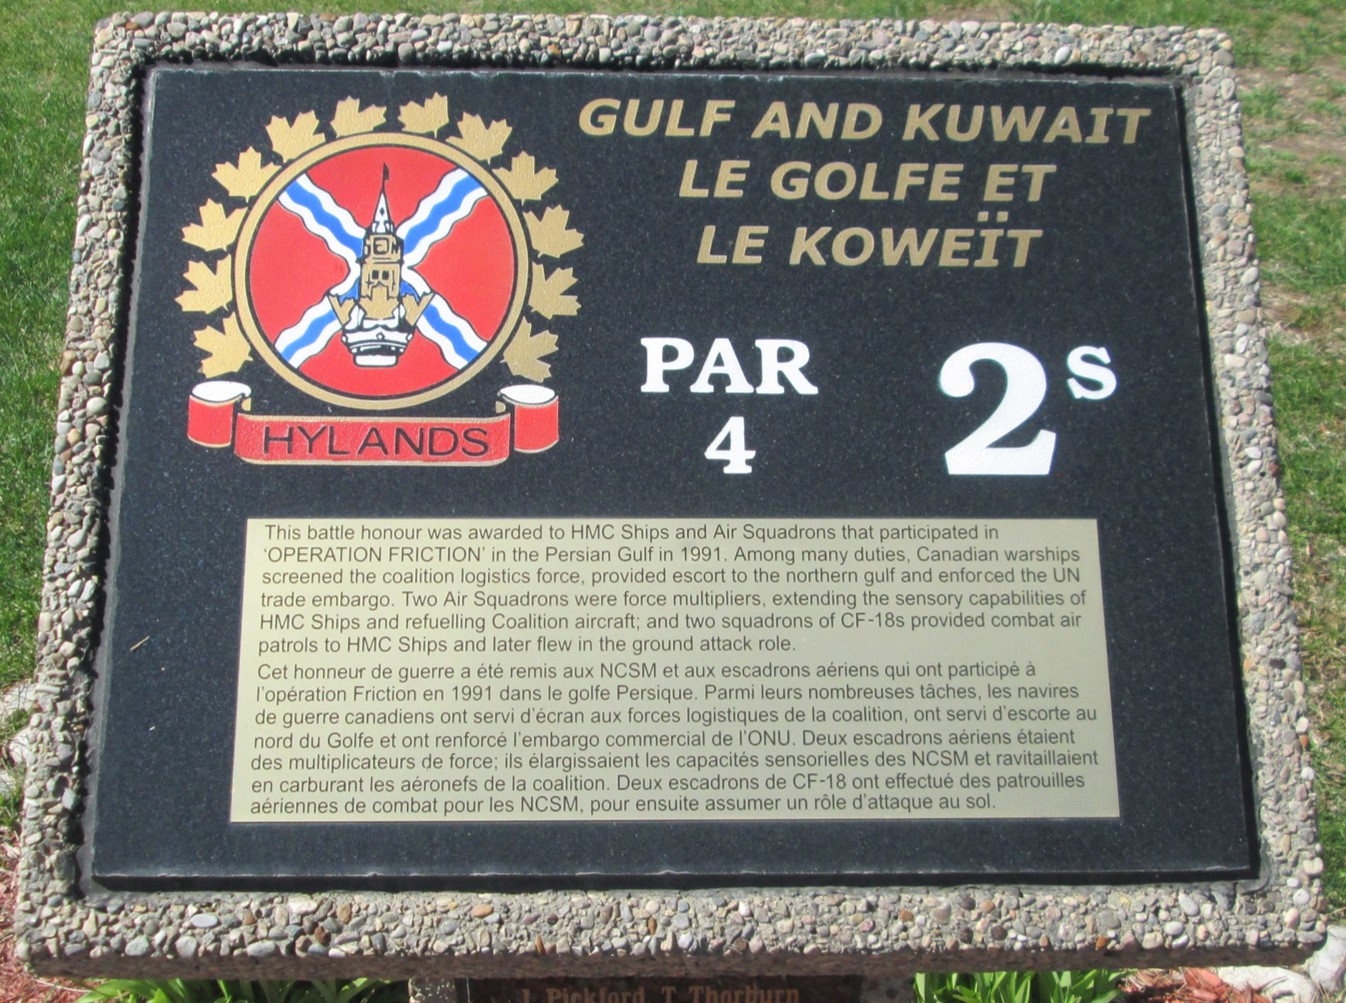 GULF AND KUWAIT
LE GOLFE ET
LE KOWEÏT
HYLANDS
PAR
4
2S
This battle honour was awarded to HMC Ships and Air Squadrons that participated in
‘OPERATION FRICTION’ in the Persian Gulf in 1991. Among many duties, Canadian warships
screened the coalition logistics force, provided escort to the northern gulf and enforced the UN
trade embargo. Two Air Squadrons were force multipliers, extending the sensory capabilities of
HMC Ships and refuelling Coalition aircraft; and two squadrons of CF-18s provided combat air
patrols to HMC Ships and later flew in the ground attack role.
Cet honneur de guerre a été remis aux NCSM et aux escadrons aériens qui ont participé à
l’opération Friction en 1991 dans le golfe Persique. Parmi leurs nombreuses tâches, les navires
de guerre canadiens ont servi d’écran aux forces logistiques de la coalition, ont servi d’escorte au
nord du Golfe et ont renforcé l’embargo commercial de l’ONU. Deux escadrons aériens étaient
des multiplicateurs de force; ils élargissaient les capacités sensorielles des NCSM et ravitaillaient
en carburant les aéronefs de la coalition. Deux escadrons de CF-18 ont effectué des patrouilles
aériennes de combat pour les NCSM, pour ensuite assumer un rôle d’attaque au sol.
J Pickford T Thorburn